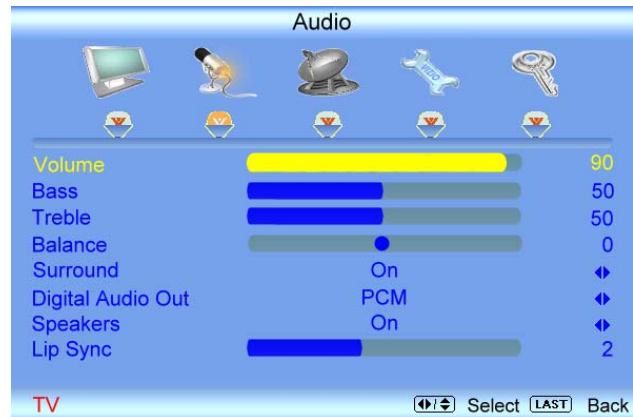 Audio
VIZIO
Volume 90
Bass 50
Treble 50
Balance 0
Surround On
Digital Audio Out PCM
Speakers On
Lip Sync 2
TV Select LAST Back